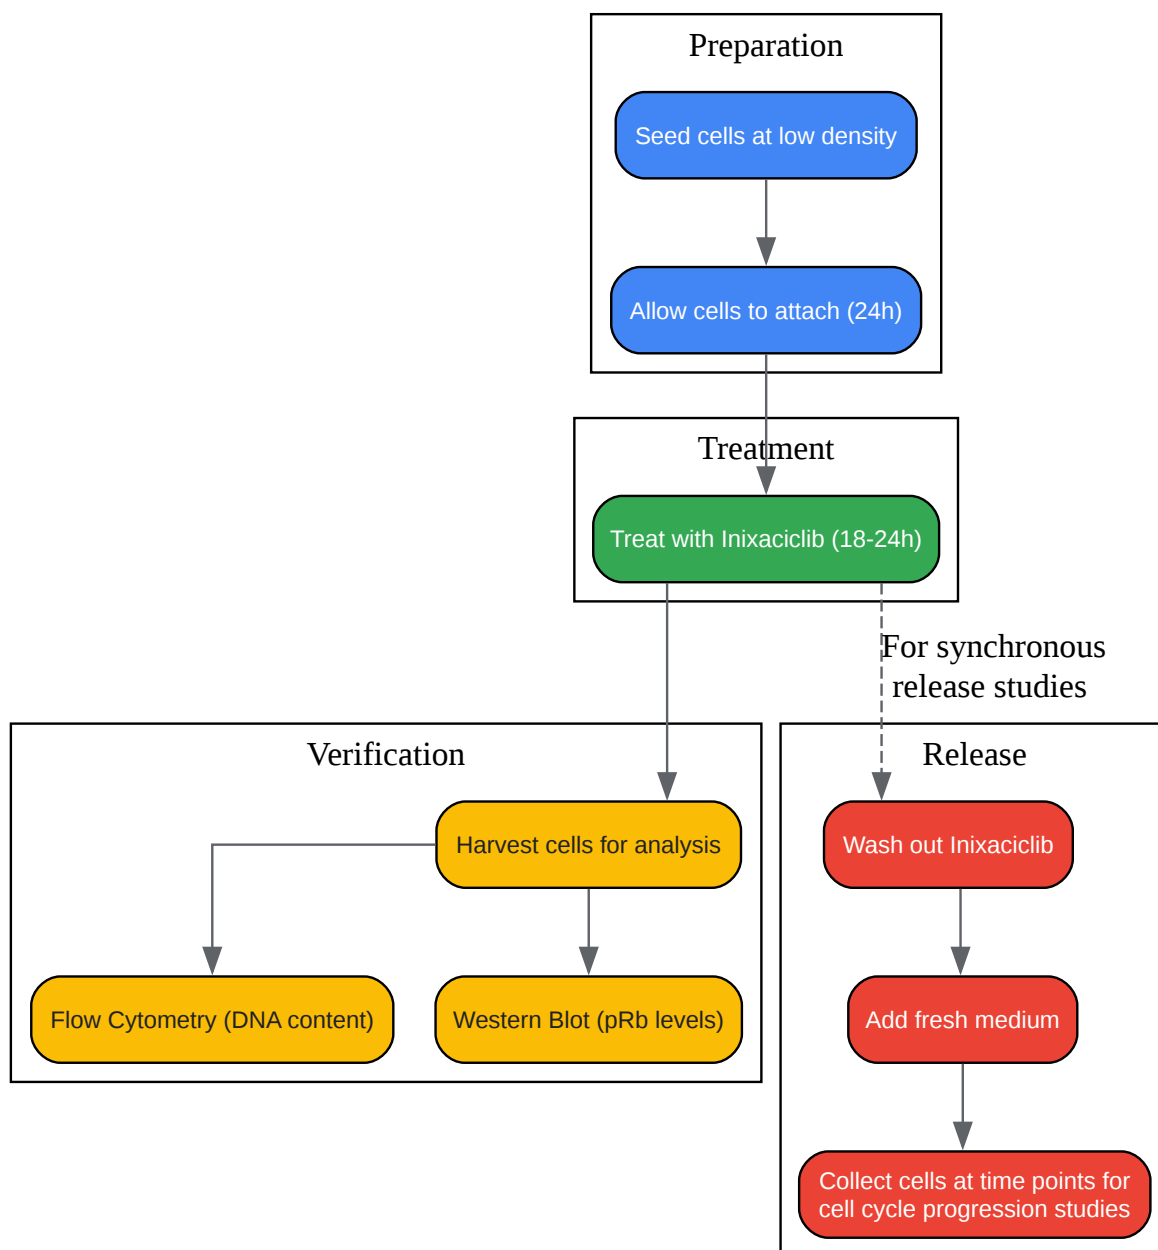 Preparation
Seed cells at low density
Allow cells to attach (24h)
Treatment
Treat with Inixaciclib (18-24h)
For synchronous
release studies
Verification
Harvest cells for analysis
Flow Cytometry (DNA content)
Western Blot (pRb levels)
Release
Wash out Inixaciclib
Add fresh medium
Collect cells at time points for
cell cycle progression studies